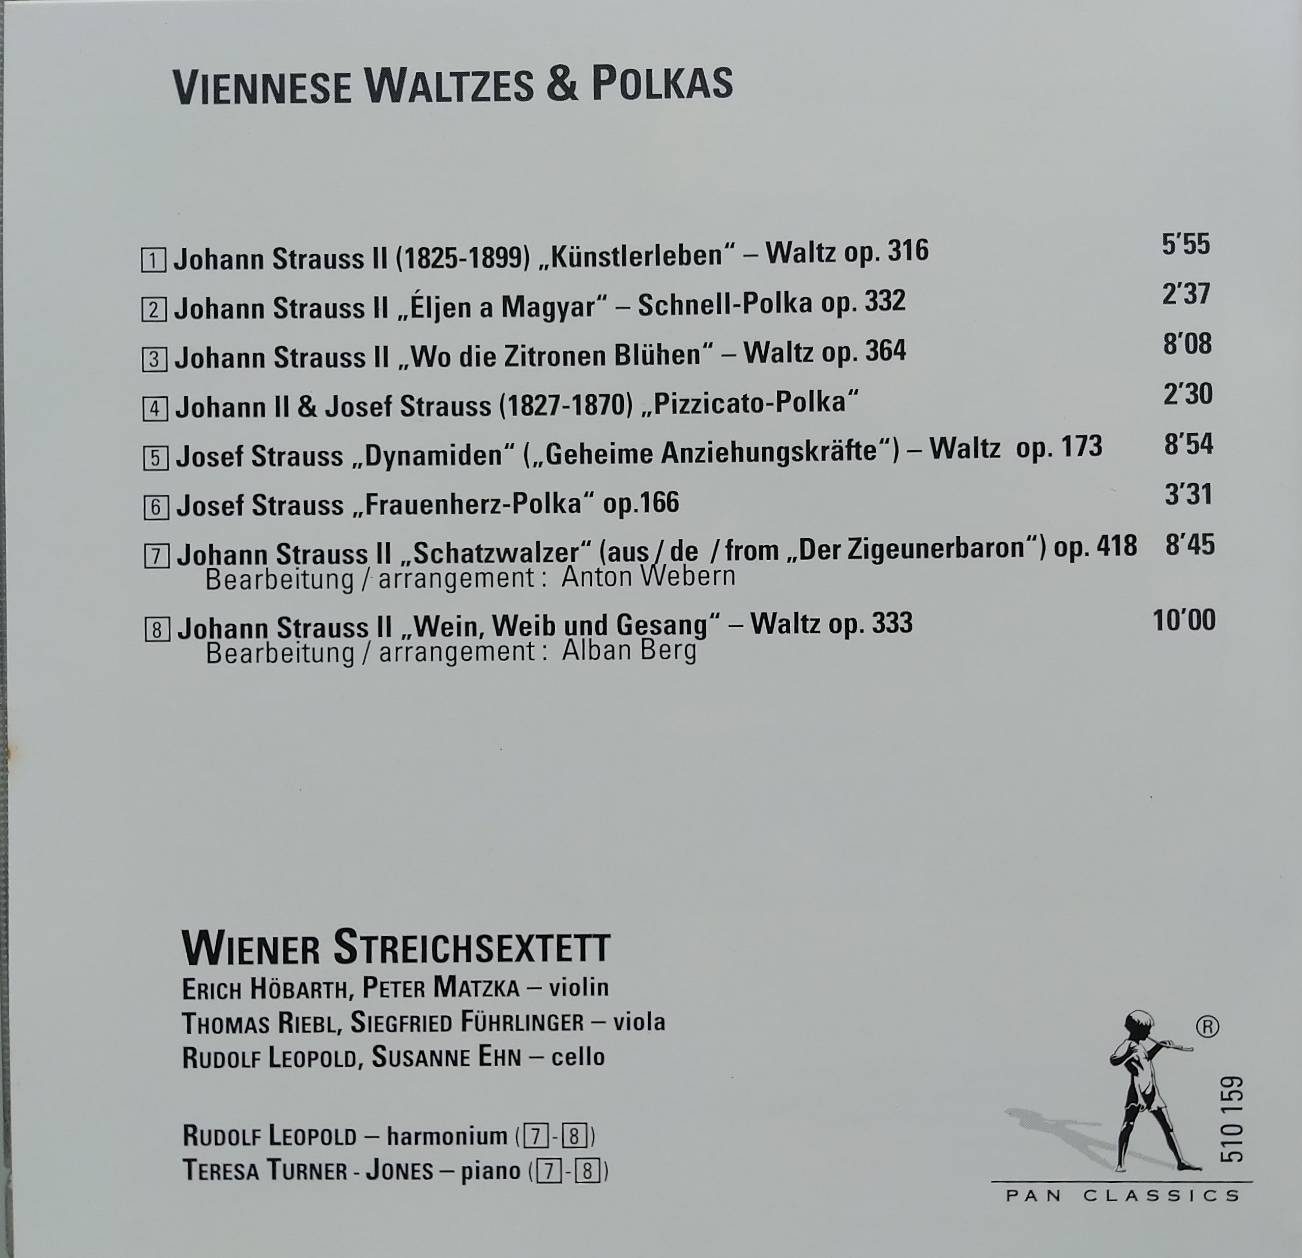 VIENNESE WALTZES & POLKAS
1 Johann Strauss II (1825-1899) „Künstlerleben“ – Waltz op. 316 5’55
2 Johann Strauss II „Éljen a Magyar“ – Schnell-Polka op. 332 2’37
3 Johann Strauss II „Wo die Zitronen Blühen“ – Waltz op. 364 8’08
4 Johann II & Josef Strauss (1827-1870) „Pizzicato-Polka“ 2’30
5 Josef Strauss „Dynamiden“ („Geheime Anziehungskräfte“) – Waltz op. 173 8’54
6 Josef Strauss „Frauenherz-Polka“ op.166 3’31
7 Johann Strauss II „Schatzwalzer“ (aus / de / from „Der Zigeunerbaron“) op. 418 8’45
Bearbeitung / arrangement : Anton Webern
8 Johann Strauss II „Wein, Weib und Gesang“ – Waltz op. 333 10’00
Bearbeitung / arrangement : Alban Berg
WIENER STREICHSEXTETT
ERICH HÖBARTH, PETER MATZKA – violin
THOMAS RIEBL, SIEGFRIED FÜHRLINGER – viola
RUDOLF LEOPOLD, SUSANNE EHN – cello
RUDOLF LEOPOLD – harmonium (7-8)
TERESA TURNER - JONES – piano (7-8)
®
510 159
PAN CLASSICS